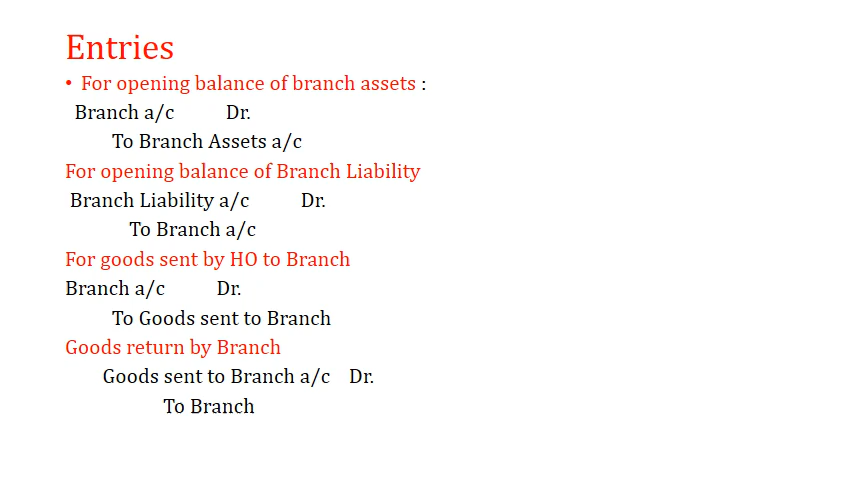 Entries
• For opening balance of branch assets :
Branch a/c Dr.
To Branch Assets a/c
For opening balance of Branch Liability
Branch Liability a/c Dr.
To Branch a/c
For goods sent by HO to Branch
Branch a/c Dr.
To Goods sent to Branch
Goods return by Branch
Goods sent to Branch a/c Dr.
To Branch